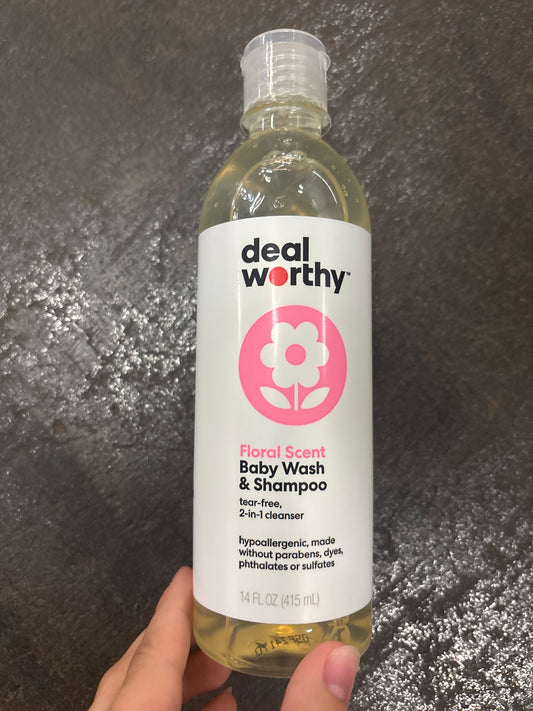 deal
worthy™
Floral Scent
Baby Wash
& Shampoo
tear-free,
2-in-1 cleanser
hypoallergenic, made
without parabens, dyes,
phthalates or sulfates
14 FL OZ (415 mL)